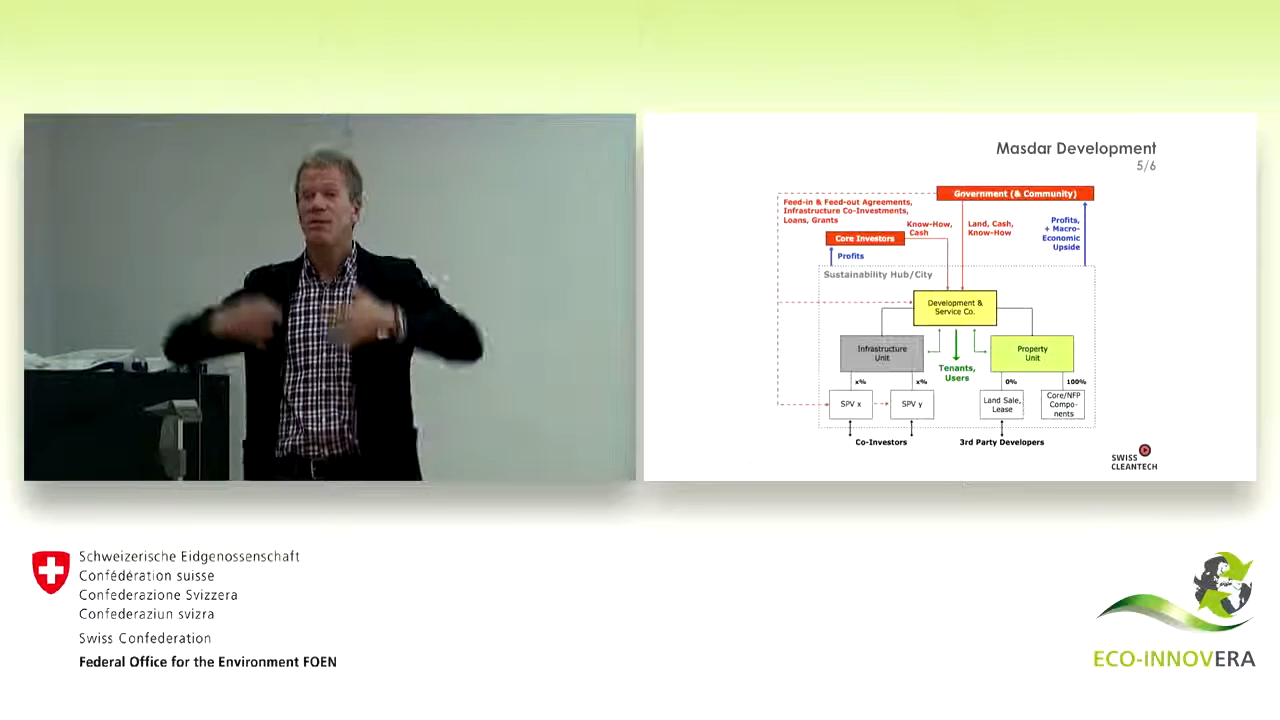 Masdar Development
5/6
Government (& Community)
Feed-in & Feed-out Agreements,
Infrastructure Co-Investments,
Loans, Grants
Know-How,
Cash
Land, Cash,
Know-How
Profits,
+ Macro-
Economic
Upside
Core Investors
Profits
Sustainability Hub/City
Development &
Service Co.
Infrastructure
Unit
Property
Unit
Tenants,
Users
x%
x%
0%
100%
SPV x
SPV y
Land Sale,
Lease
Core/NFP
Compo-
nents
Co-Investors
3rd Party Developers
SWISS
CLEANTECH
Schweizerische Eidgenossenschaft
Confédération suisse
Confederazione Svizzera
Confederaziun svizra
Swiss Confederation
Federal Office for the Environment FOEN
ECO-INNOVERA